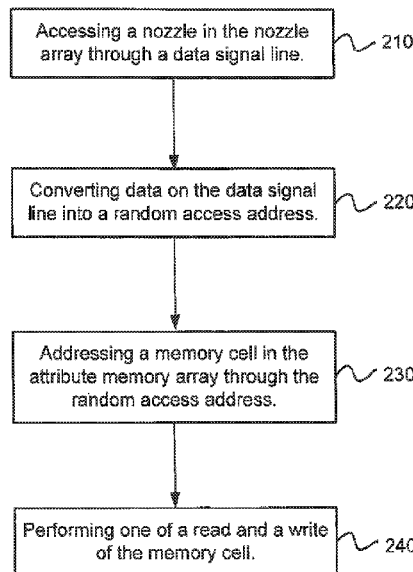 Accessing a nozzle in the nozzle
array through a data signal line.
210
Converting data on the data signal
line into a random access address.
220
Addressing a memory cell in the
attribute memory array through the
random access address.
230
Performing one of a read and a write
of the memory cell.
240